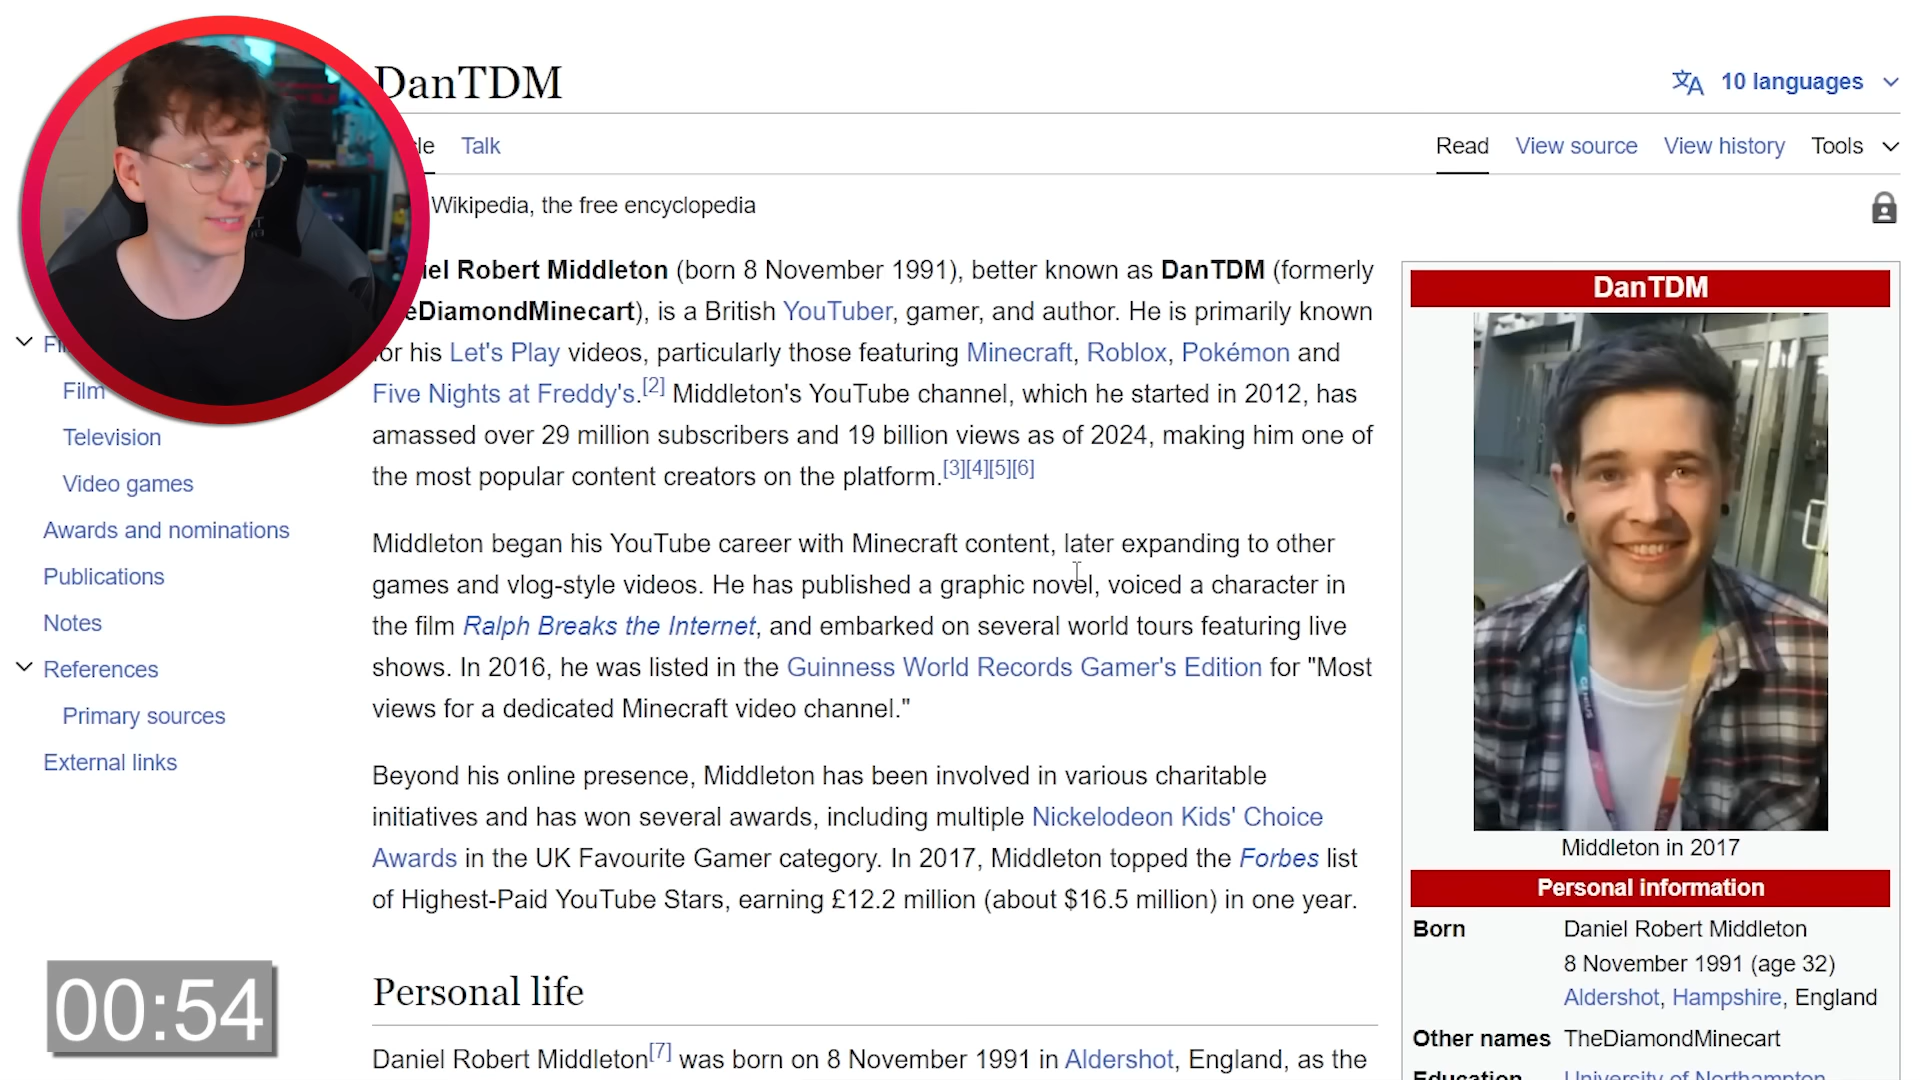 DanTDM
10 languages
Talk
Read View source View history Tools
Wikipedia, the free encyclopedia
Robert Middleton (born 8 November 1991), better known as DanTDM (formerly
eDiamondMinecart), is a British YouTuber, gamer, and author. He is primarily known
for his Let's Play videos, particularly those featuring Minecraft, Roblox, Pokémon and
Five Nights at Freddy's.[2] Middleton's YouTube channel, which he started in 2012, has
amassed over 29 million subscribers and 19 billion views as of 2024, making him one of
the most popular content creators on the platform.[3][4][5][6]
Middleton began his YouTube career with Minecraft content, later expanding to other
games and vlog-style videos. He has published a graphic novel, voiced a character in
the film Ralph Breaks the Internet, and embarked on several world tours featuring live
shows. In 2016, he was listed in the Guinness World Records Gamer's Edition for "Most
views for a dedicated Minecraft video channel."
Beyond his online presence, Middleton has been involved in various charitable
initiatives and has won several awards, including multiple Nickelodeon Kids' Choice
Awards in the UK Favourite Gamer category. In 2017, Middleton topped the Forbes list
of Highest-Paid YouTube Stars, earning £12.2 million (about $16.5 million) in one year.
Personal life
Daniel Robert Middleton[7] was born on 8 November 1991 in Aldershot, England, as the
Film
Television
Video games
Awards and nominations
Publications
Notes
References
Primary sources
External links
00:54
DanTDM
Middleton in 2017
Personal information
Born Daniel Robert Middleton
8 November 1991 (age 32)
Aldershot, Hampshire, England
Other names TheDiamondMinecart
Education University of Northampton